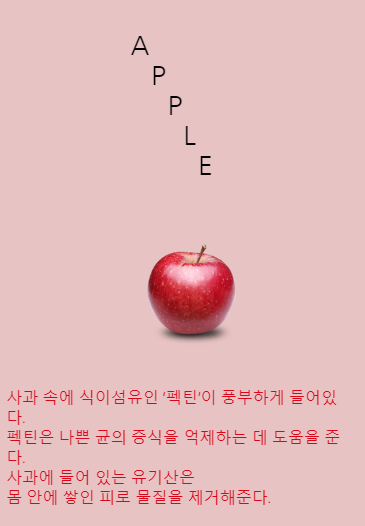 A
P
P
L
E
사과 속에 식이섬유인 '펙틴'이 풍부하게 들어있
다.
펙틴은 나쁜 균의 증식을 억제하는 데 도움을 준
다.
사과에 들어 있는 유기산은
몸 안에 쌓인 피로 물질을 제거해준다.